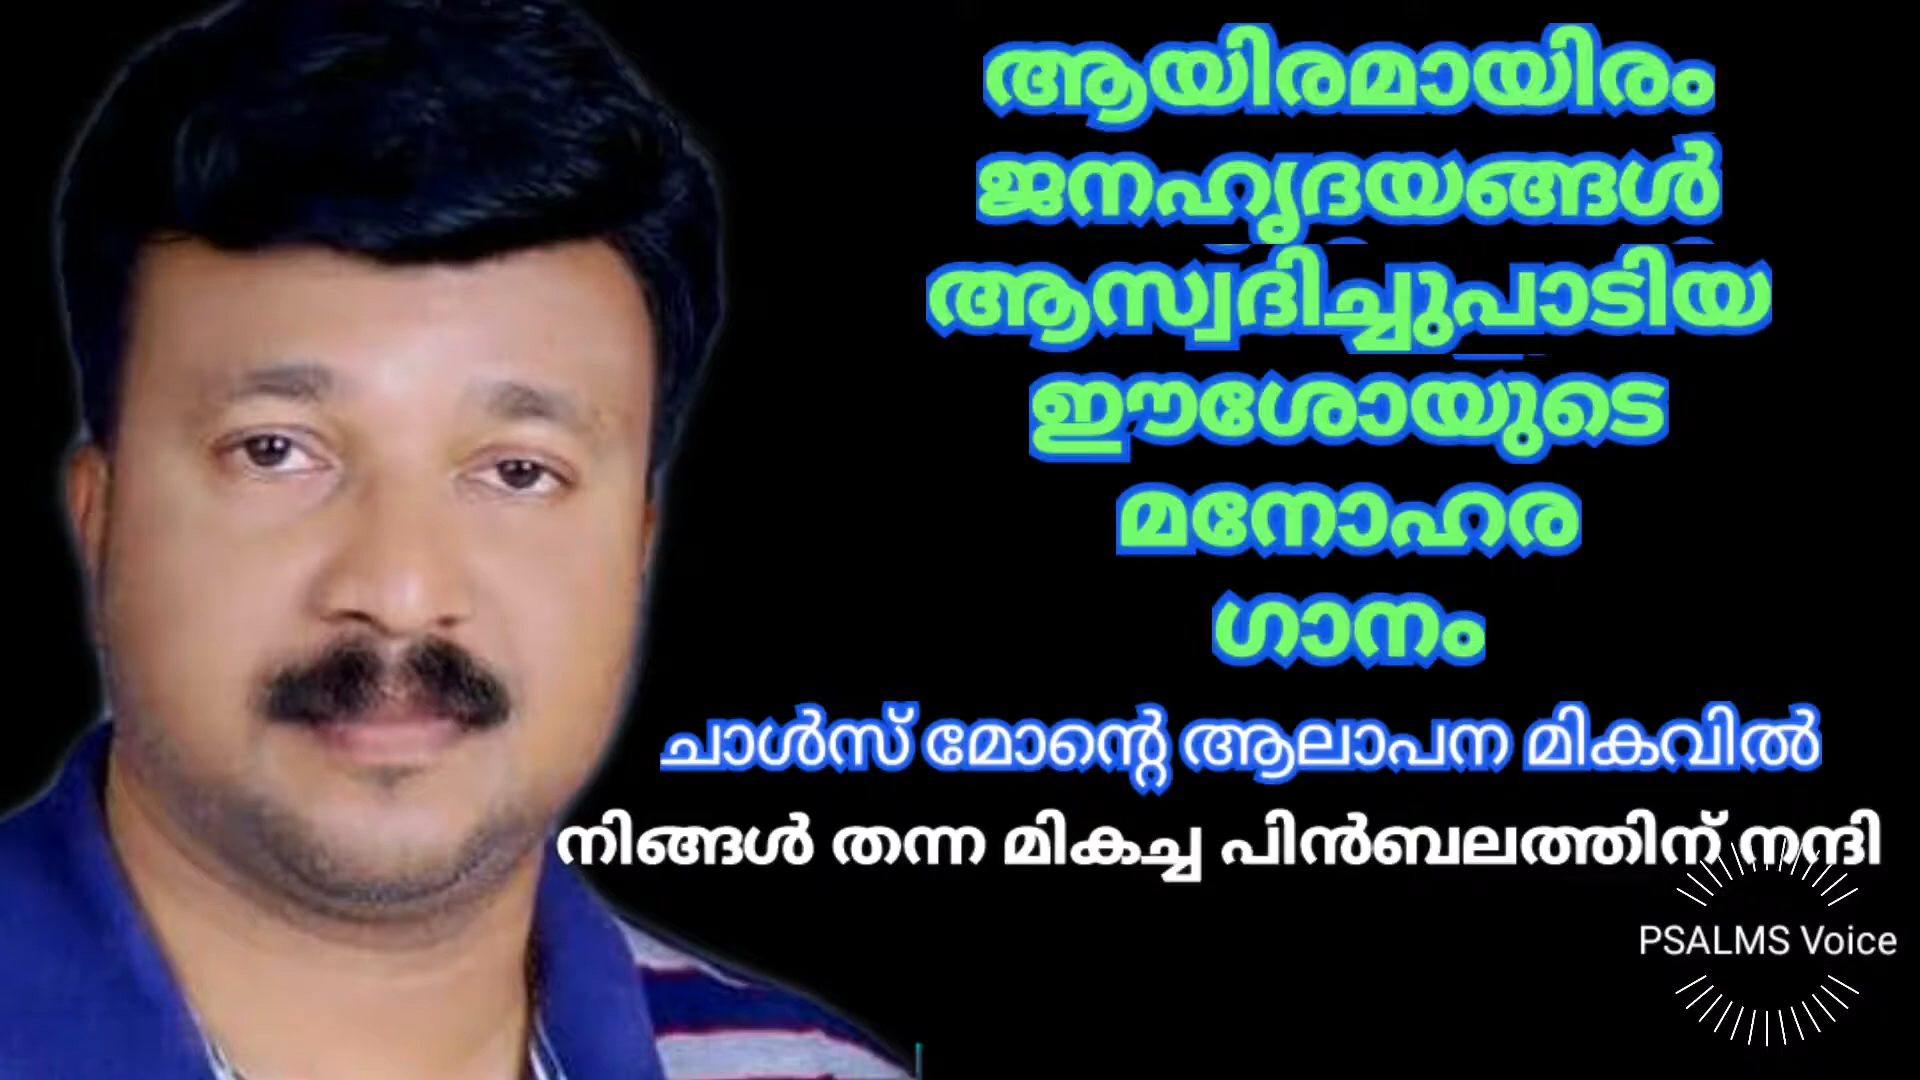 ആയിരമായിരം
ജനഹൃദയങ്ങൾ
ആസ്വദിച്ചുപാടിയ
ഈശോയുടെ
മനോഹര
ഗാനം
ചാൾസ് മോന്റെ ആലാപന മികവിൽ
നിങ്ങൾ തന്ന മികച്ച പിൻബലത്തിന് നന്ദി
PSALMS Voice